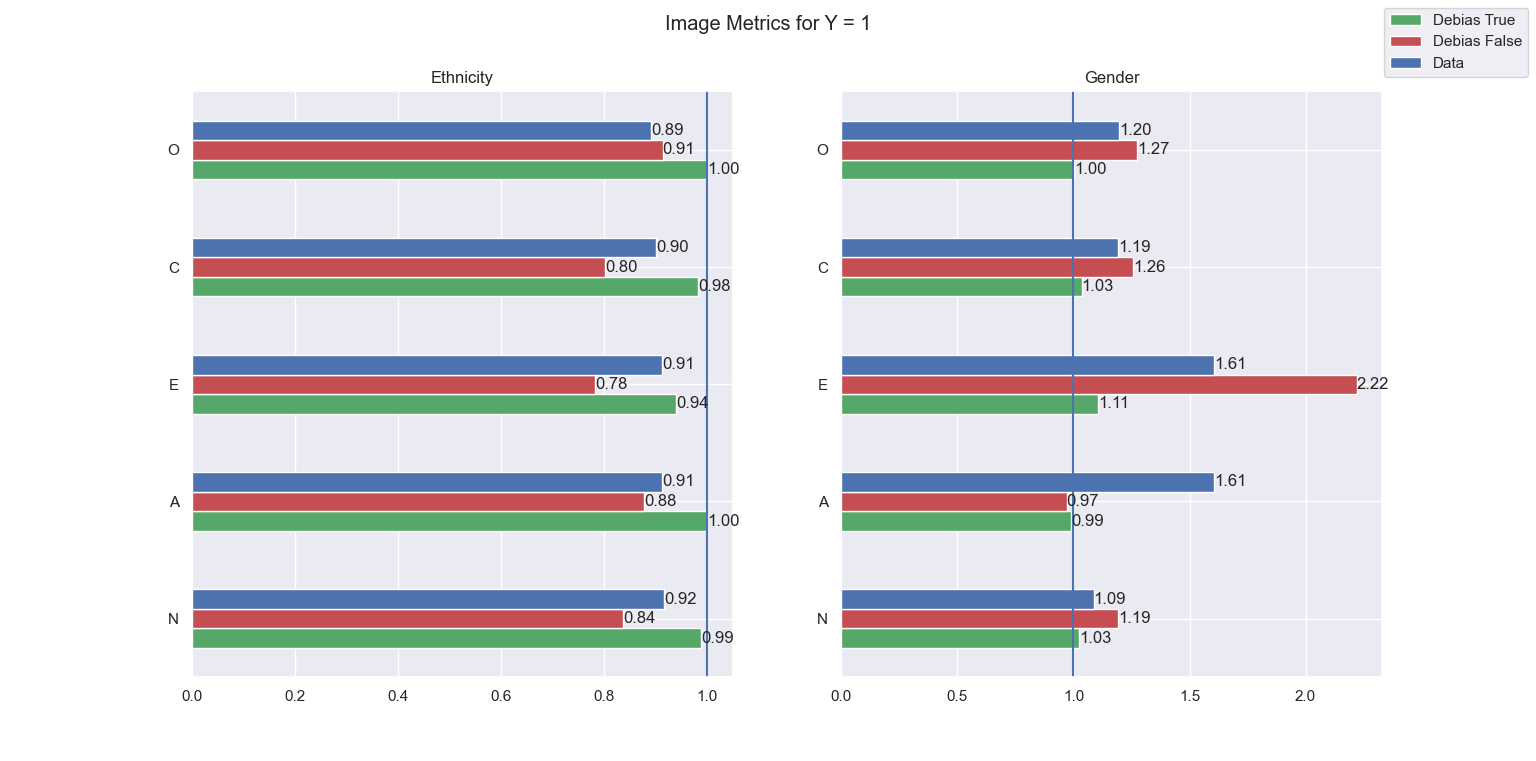 Image Metrics for Y = 1
Debias True
Debias False
Data
Ethnicity
O
0.89
0.91
1.00
C
0.90
0.80
0.98
E
0.91
0.78
0.94
A
0.91
0.88
1.00
N
0.92
0.84
0.99
0.0 0.2 0.4 0.6 0.8 1.0
Gender
O
1.20
1.27
1.00
C
1.19
1.26
1.03
E
1.61
2.22
1.11
A
1.61
0.97
0.99
N
1.09
1.19
1.03
0.0 0.5 1.0 1.5 2.0